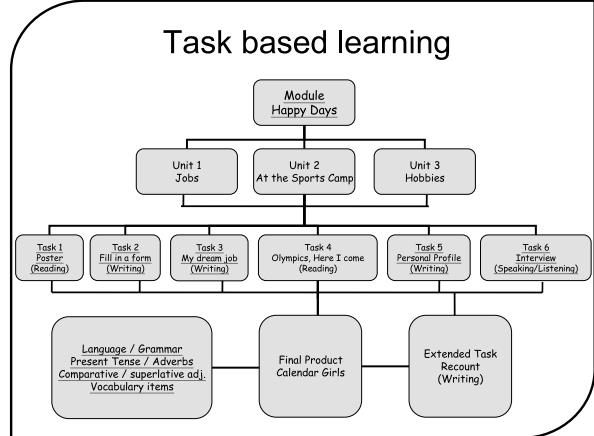 Task based learning
Module
Happy Days
Unit 1
Jobs
Unit 2
At the Sports Camp
Unit 3
Hobbies
Task 1
Poster
(Reading)
Task 2
Fill in a form
(Writing)
Task 3
My dream job
(Writing)
Task 4
Olympics, Here I come
(Reading)
Task 5
Personal Profile
(Writing)
Task 6
Interview
(Speaking/Listening)
Language / Grammar
Present Tense / Adverbs
Comparative / superlative adj.
Vocabulary items
Final Product
Calendar Girls
Extended Task
Recount
(Writing)